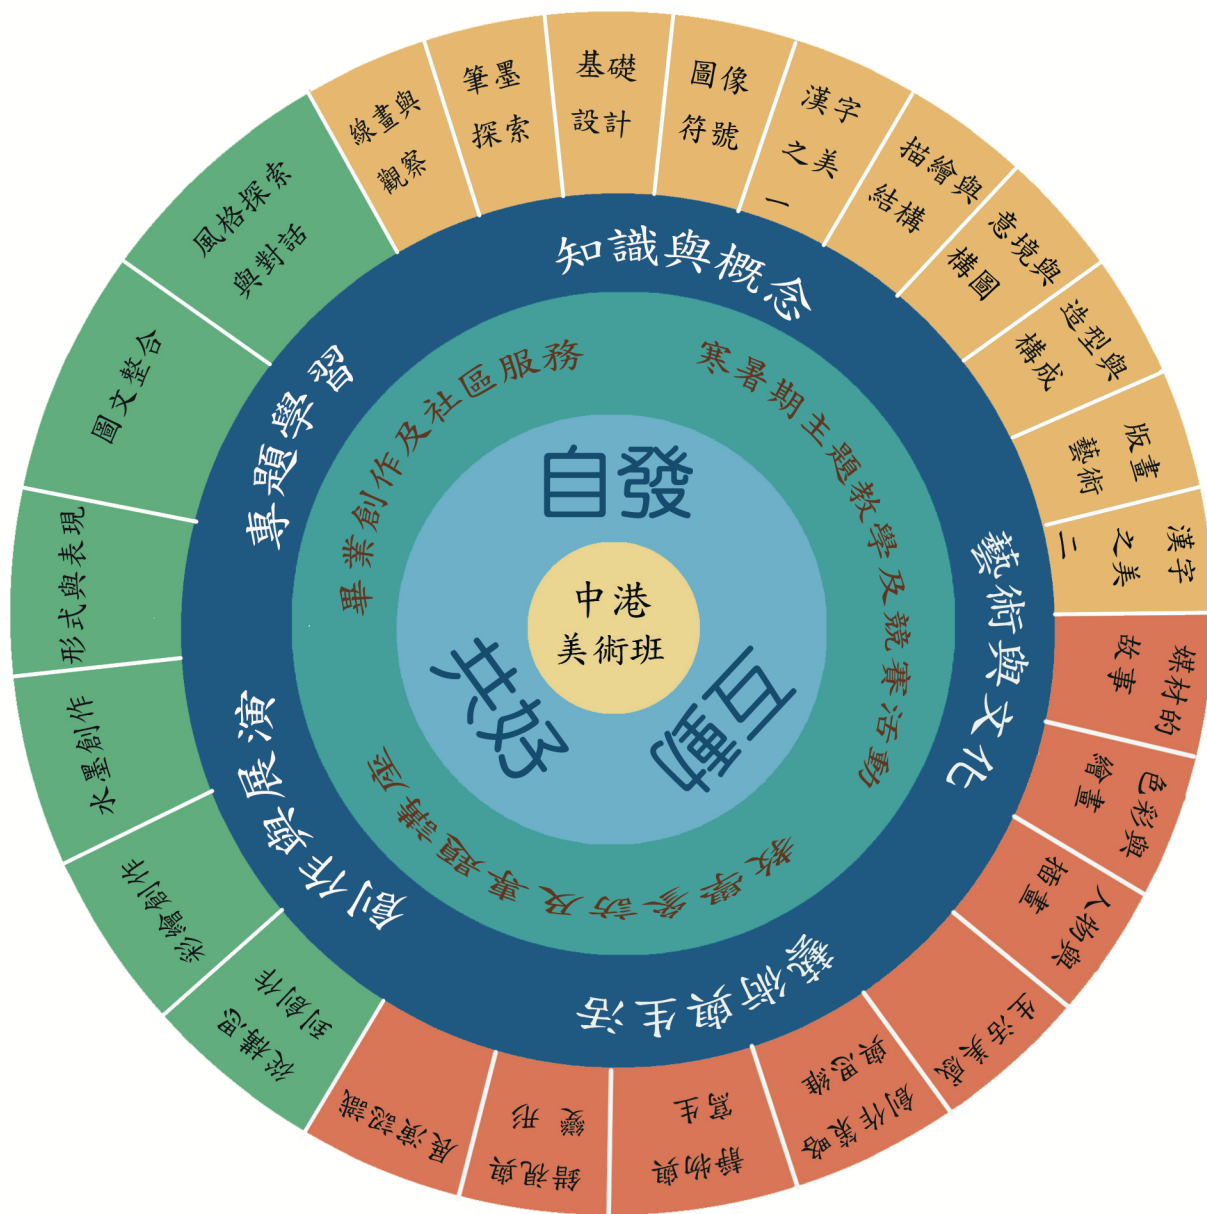 中港
美術班
自發
互動
共好
寒暑期主題教學及競賽活動
教學參訪及專題講座
畢業創作及社區服務
知識與概念
藝術與文化
藝術與生活
創作與展演
專題學習
線畫與
觀察
筆墨
探索
基礎
設計
圖像
符號
漢字
之美
一
描繪與
結構
意境與
構圖
造型與
構成
版畫
藝術
漢字
之美
二
媒材的
故事
色彩與
繪畫
人物與
插畫
生活美感
創作策略
與思維
靜物與
寫生
錯視與
變形
展演認識
從構思
到創作
彩繪創作
水墨創作
形式與表現
圖文整合
風格探索
與對話